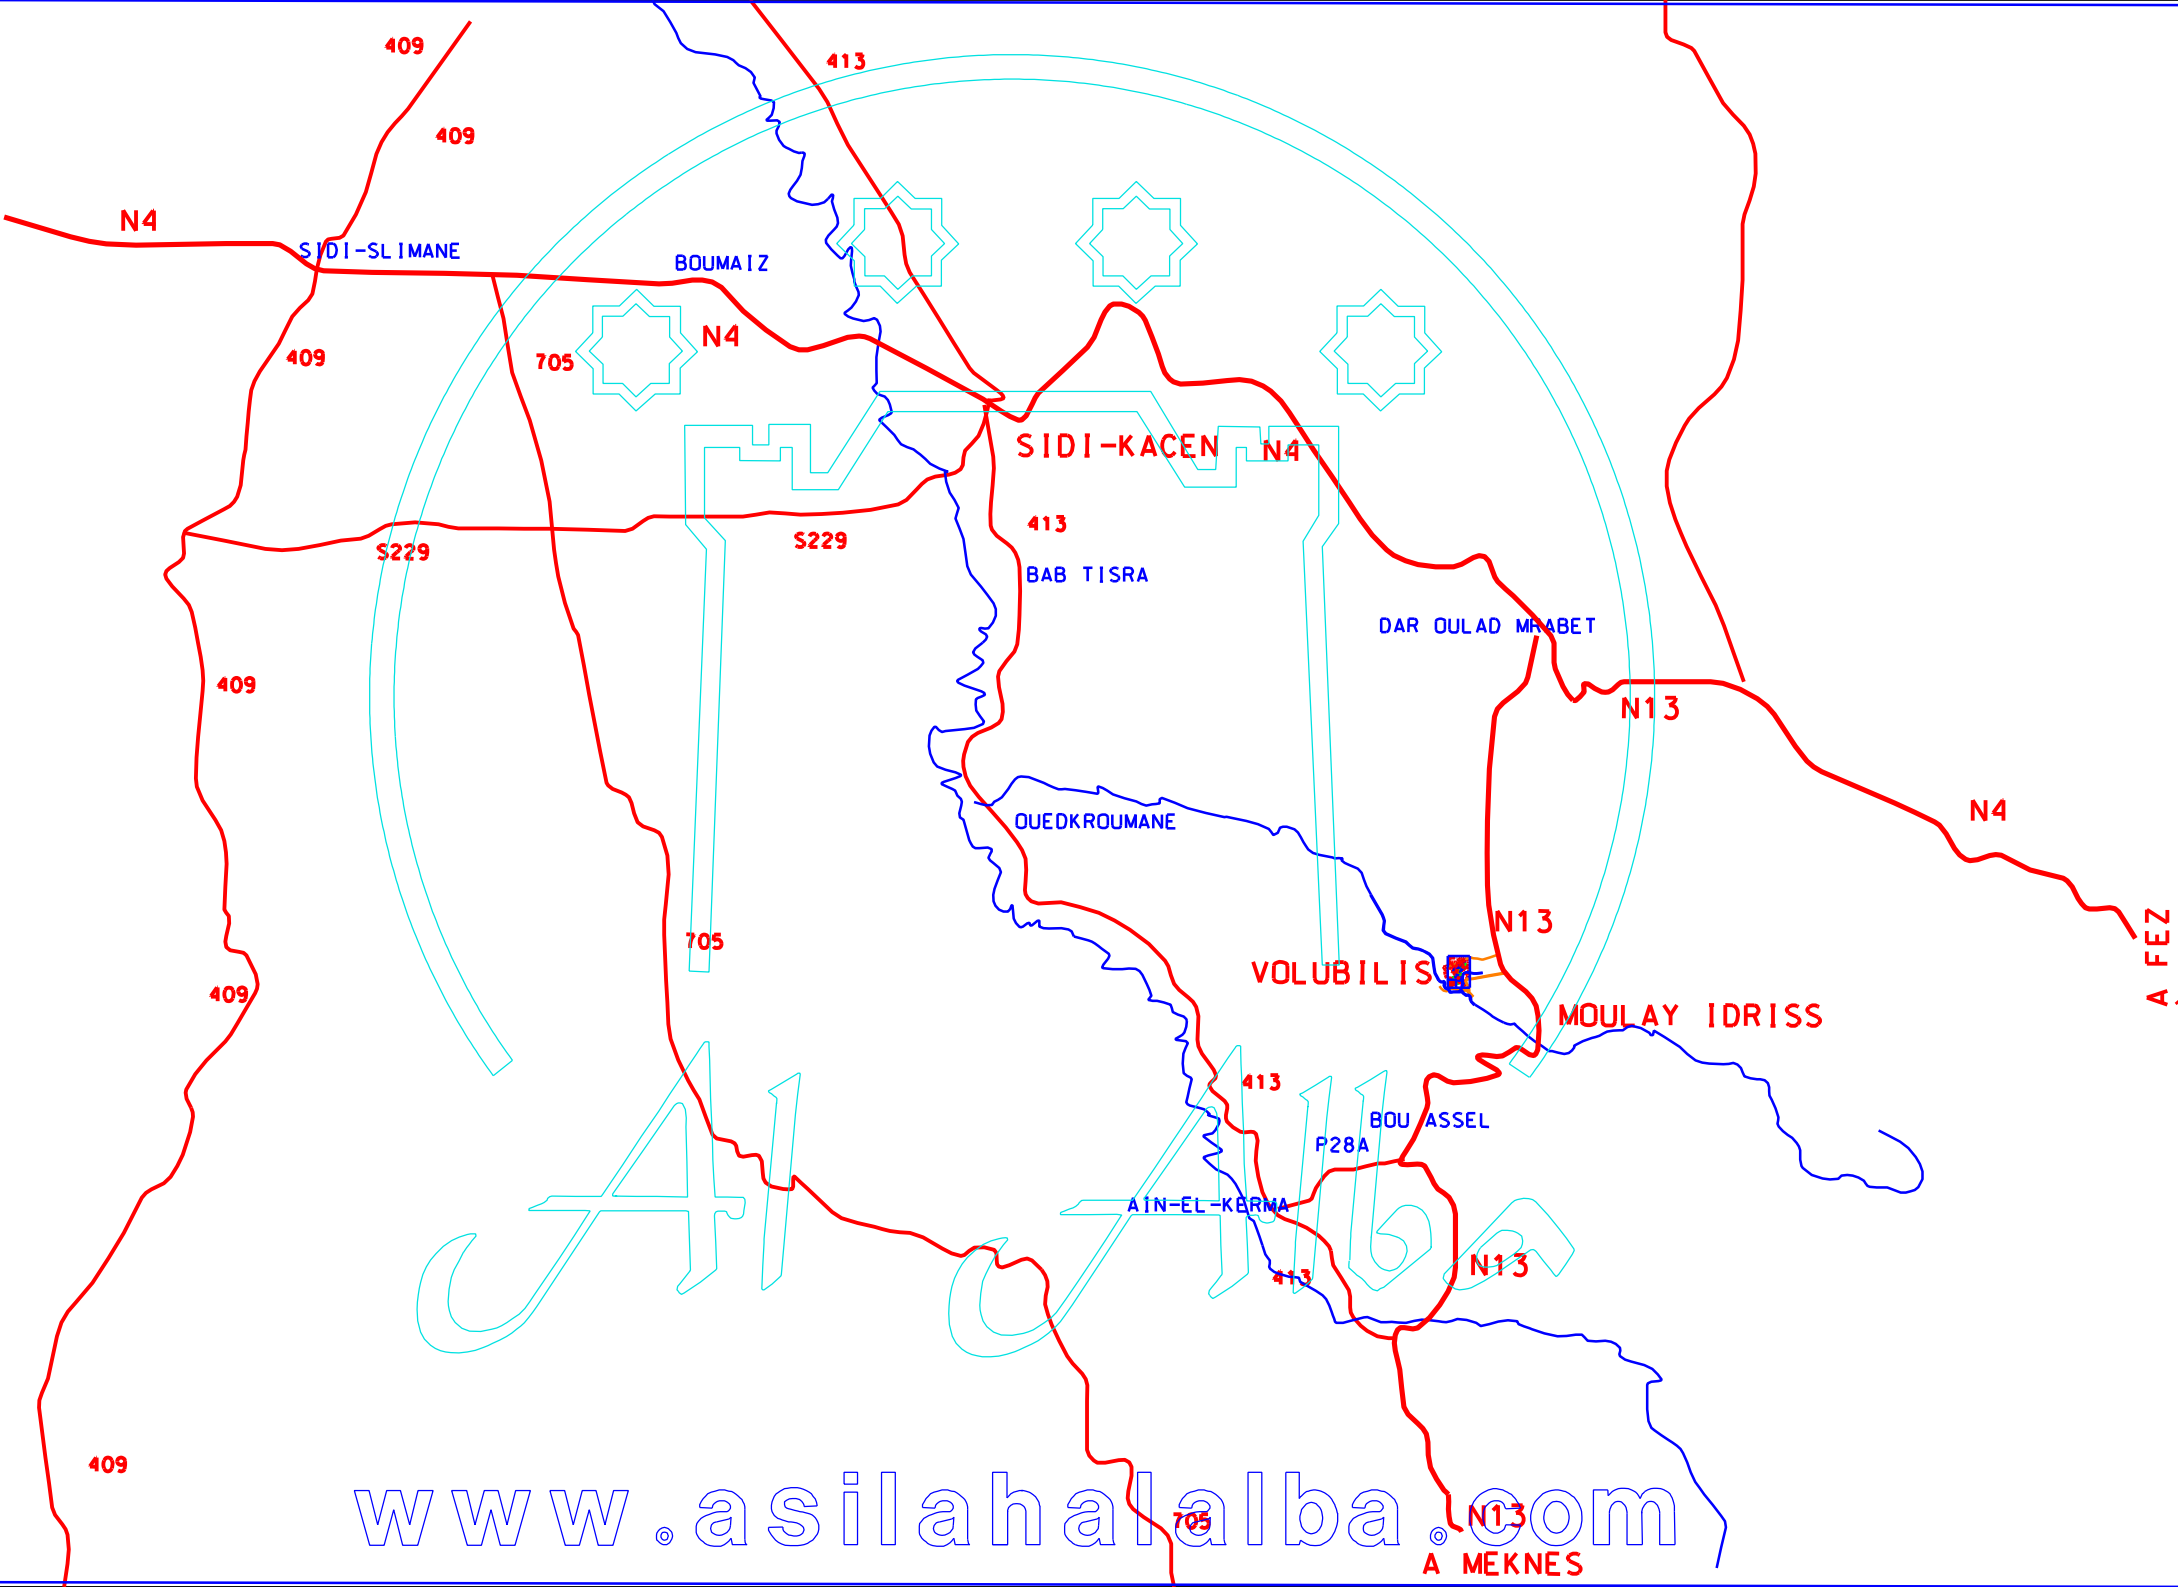 409
413
409
N4
SIDI-SLIMANE
BOUMAIZ
N4
409
705
SIDI-KACEN
N4
413
S229
S229
BAB TISRA
DAR OULAD MRABET
409
N13
N4
OUEDKROUMANE
N13
705
A FEZ
VOLUBILIS
409
MOULAY IDRISS
413
BOU ASSEL
P28A
AIN-EL-KERMA
Al Alba
N13
413
409
www.asilahalalba.com
N13
705
A MEKNES